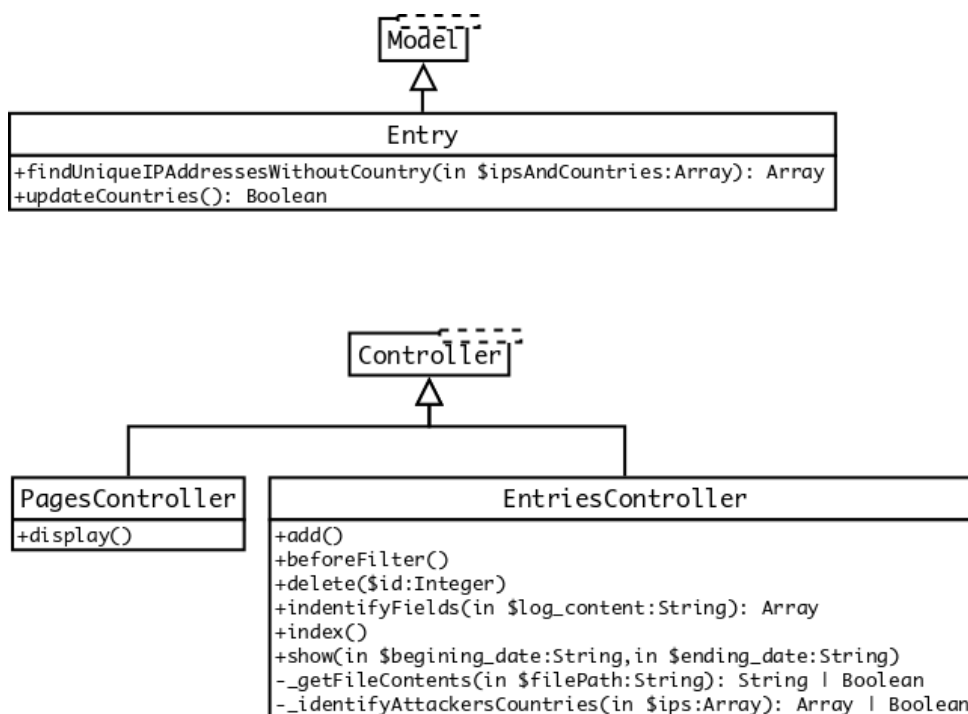 Model
Entry
+findUniqueIPAddressesWithoutCountry(in $ipsAndCountries:Array): Array
+updateCountries(): Boolean
Controller
PagesController
+display()
EntriesController
+add()
+beforeFilter()
+delete($id:Integer)
+indentifyFields(in $log_content:String): Array
+index()
+show(in $begining_date:String,in $ending_date:String)
-_getFileContents(in $filePath:String): String | Boolean
-_identifyAttackersCountries(in $ips:Array): Array | Boolean